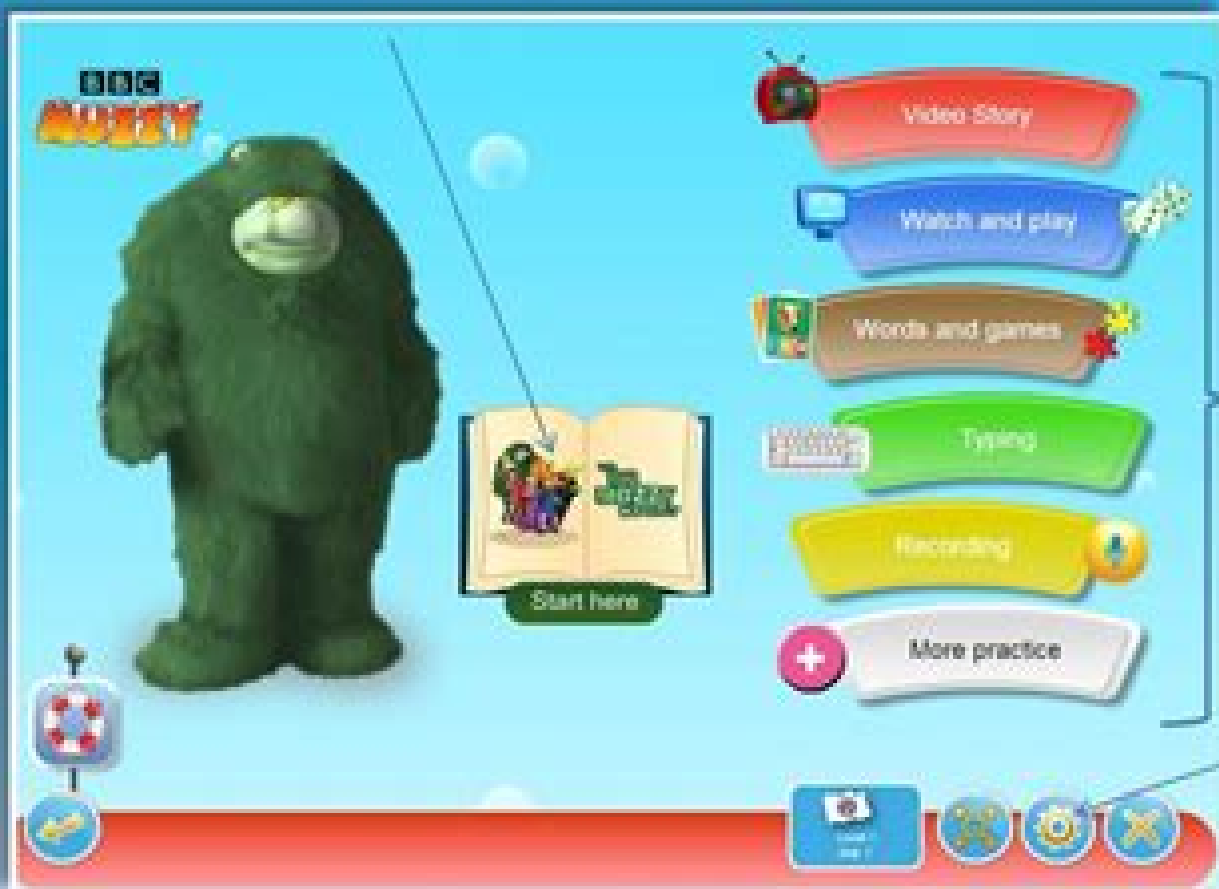 BBC
MUZZY
Video Story
Watch and play
Words and games
Typing
Recording
More practice
Start here